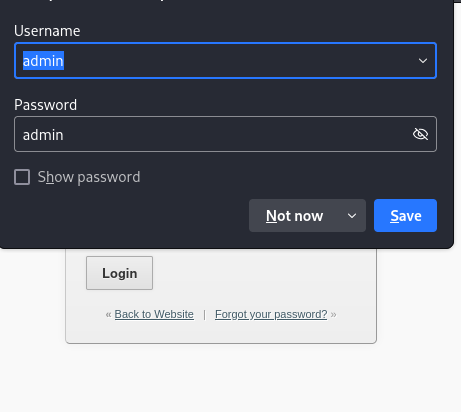 Username
admin
Password
admin
Show password
Not now
Save
Login
« Back to Website | Forgot your password? »